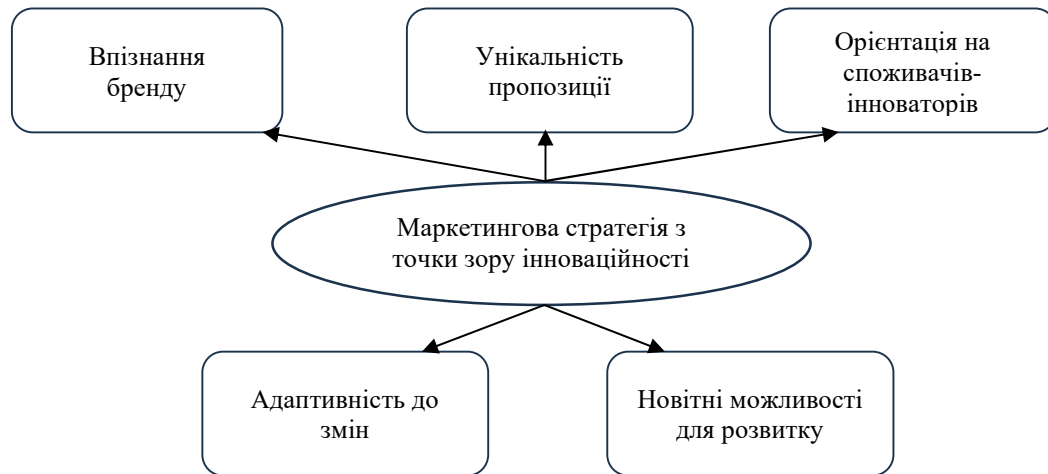 Впізнання
бренду
Унікальність
пропозиції
Орієнтація на
споживачів-
інноваторів
Маркетингова стратегія з
точки зору інноваційності
Адаптивність до
змін
Новітні можливості
для розвитку